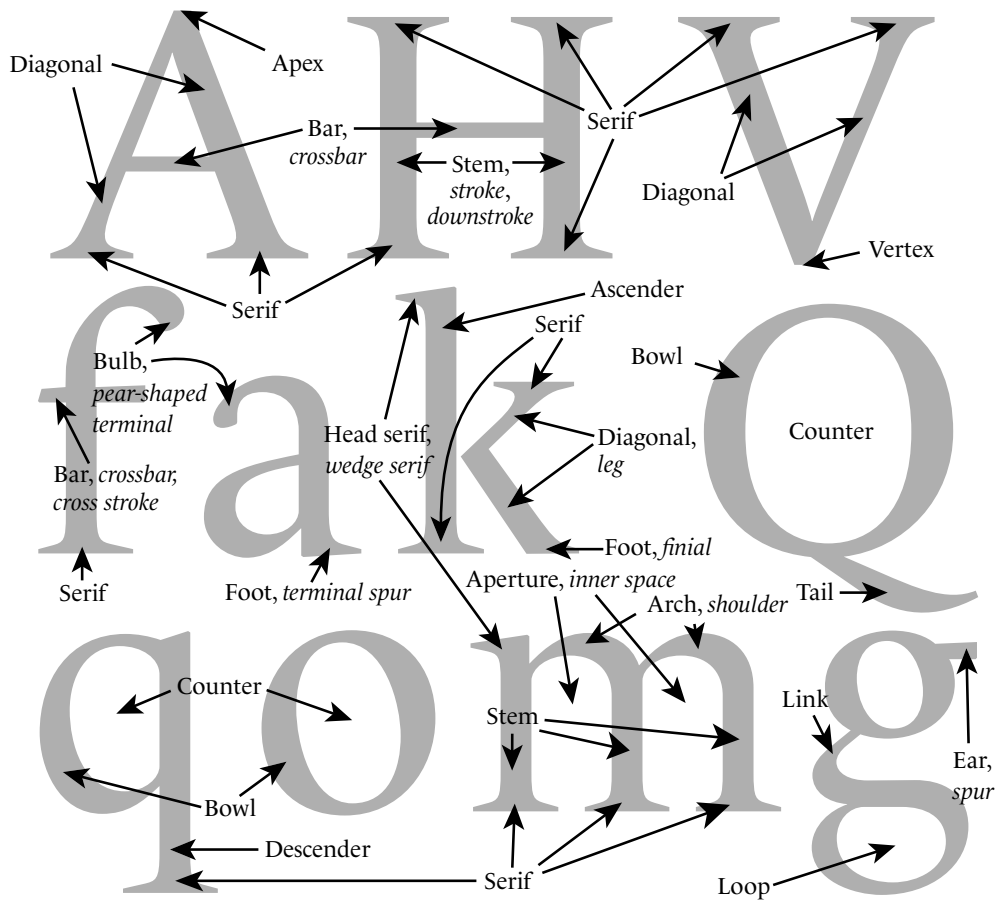 A H V
Diagonal
Apex
Bar,
crossbar
Serif
Stem,
stroke,
downstroke
Diagonal
Vertex
Serif
f a k Q
Ascender
Serif
Bulb,
pear-shaped
terminal
Bowl
Head serif,
wedge serif
Diagonal,
leg
Counter
Bar, crossbar,
cross stroke
Foot, finial
Serif
Foot, terminal spur
Aperture, inner space
Tail
Arch, shoulder
q o m g
Counter
Link
Stem
Ear,
spur
Bowl
Descender
Serif
Loop